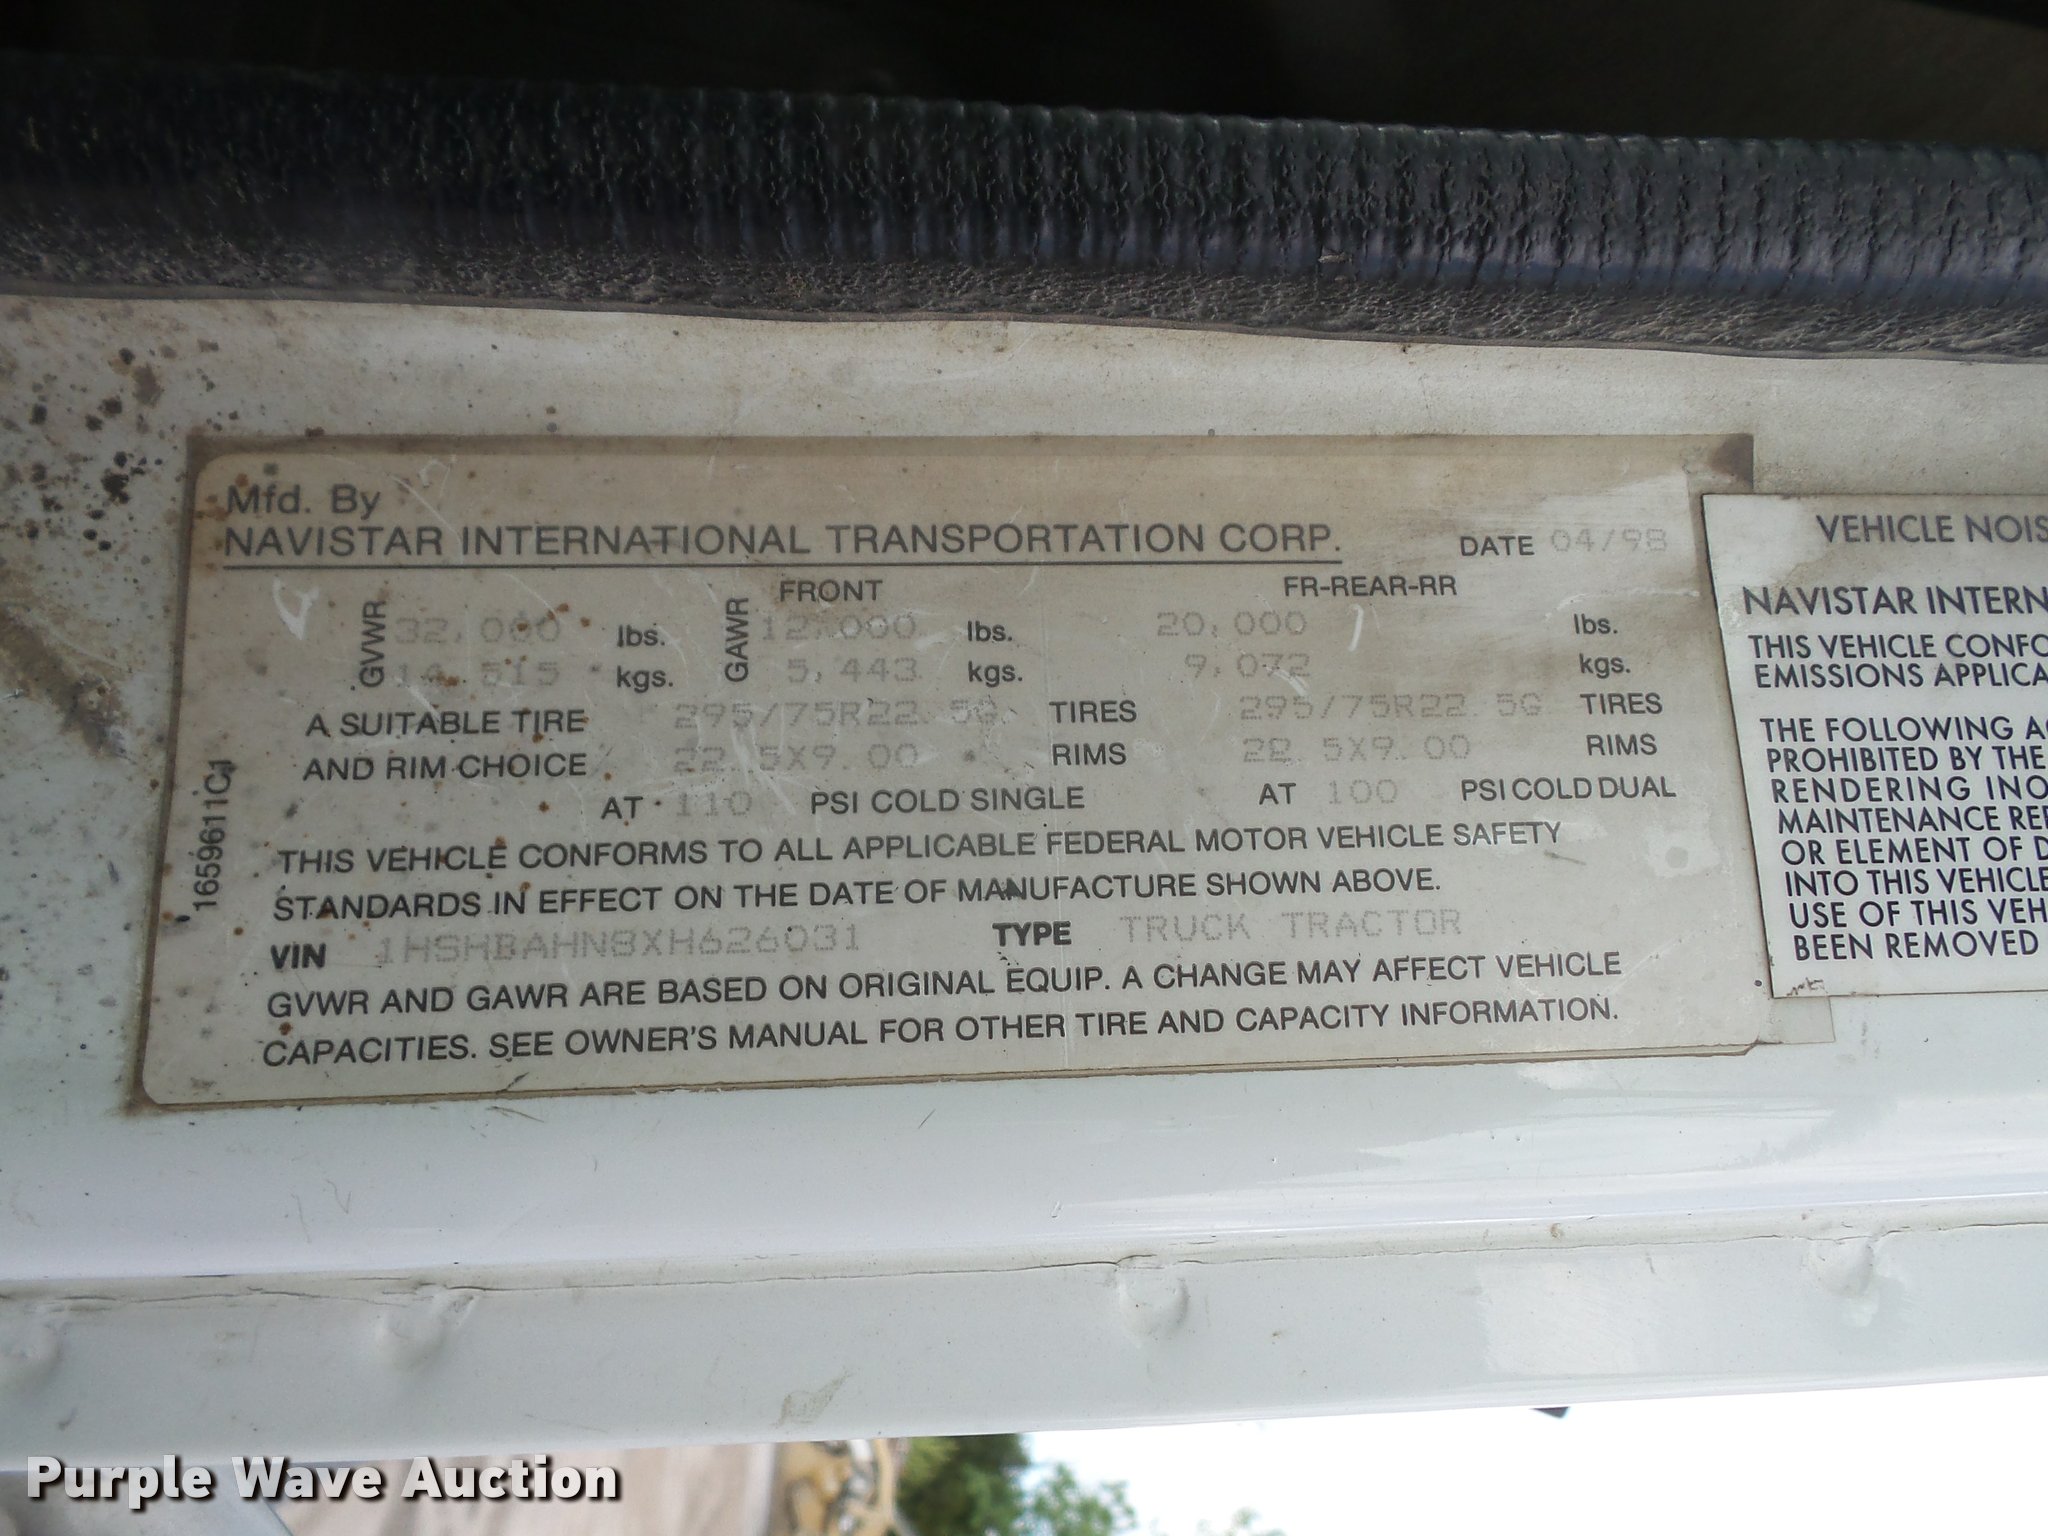 Mfd. By
NAVISTAR INTERNATIONAL TRANSPORTATION CORP. DATE 04/98
FRONT FR-REAR-RR
GVWR 32,000 lbs. GAWR 12,000 lbs. 20,000 lbs.
14,515 kgs. 5,443 kgs. 9,072 kgs.
A SUITABLE TIRE 295/75R22.5G TIRES 295/75R22.5G TIRES
AND RIM CHOICE 22.5X9.00 RIMS 22.5X9.00 RIMS
AT 110 PSI COLD SINGLE AT 100 PSI COLD DUAL
THIS VEHICLE CONFORMS TO ALL APPLICABLE FEDERAL MOTOR VEHICLE SAFETY
STANDARDS IN EFFECT ON THE DATE OF MANUFACTURE SHOWN ABOVE.
VIN 1HSHBAHN8XH626031 TYPE TRUCK TRACTOR
GVWR AND GAWR ARE BASED ON ORIGINAL EQUIP. A CHANGE MAY AFFECT VEHICLE
CAPACITIES. SEE OWNER'S MANUAL FOR OTHER TIRE AND CAPACITY INFORMATION.
1659611C1
VEHICLE NOIS
NAVISTAR INTERN
THIS VEHICLE CONFO
EMISSIONS APPLICA
THE FOLLOWING AC
PROHIBITED BY THE
RENDERING INO
MAINTENANCE REP
OR ELEMENT OF D
INTO THIS VEHICLE
USE OF THIS VEH
BEEN REMOVED
Purple Wave Auction